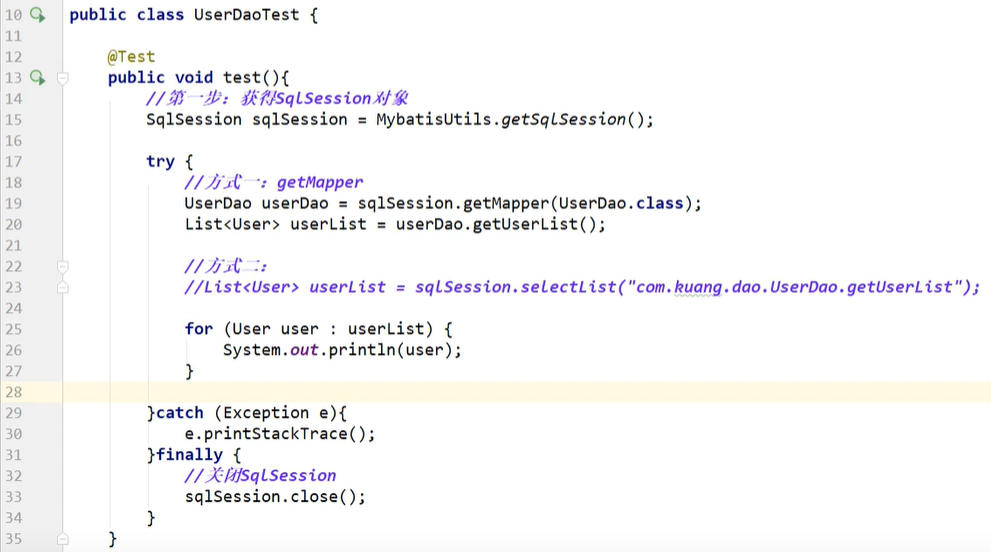 10 public class UserDaoTest {
11
12 @Test
13 public void test(){
14 //第一步：获得SqlSession对象
15 SqlSession sqlSession = MybatisUtils.getSqlSession();
16
17 try {
18 //方式一：getMapper
19 UserDao userDao = sqlSession.getMapper(UserDao.class);
20 List<User> userList = userDao.getUserList();
21
22 //方式二：
23 //List<User> userList = sqlSession.selectList("com.kuang.dao.UserDao.getUserList");
24
25 for (User user : userList) {
26 System.out.println(user);
27 }
28
29 }catch (Exception e){
30 e.printStackTrace();
31 }finally {
32 //关闭SqlSession
33 sqlSession.close();
34 }
35 }